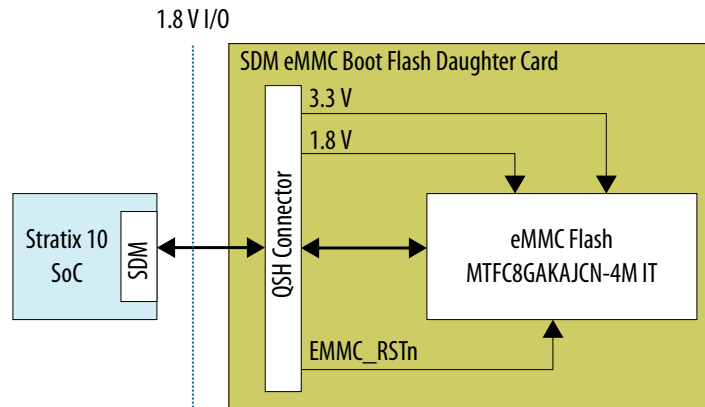 1.8 V I/O
SDM eMMC Boot Flash Daughter Card
3.3 V
1.8 V
QSH Connector
Stratix 10
SoC
SDM
eMMC Flash
MTFC8GAKAJCN-4M IT
EMMC_RSTn